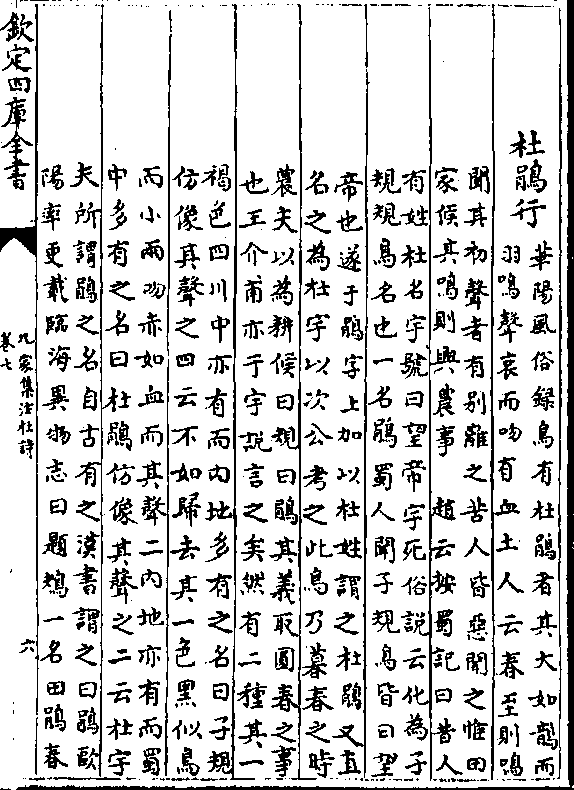 杜鵑行
華陽風俗録鳥有杜鵑者其大如鵲而
羽鳴聲哀而吻有血土人云春至則鳴
聞其初聲者有别離之苦人皆惡聞之惟田
家候其鳴則興農事 趙云按蜀記曰昔人
有姓杜名宇號曰望帝宇死俗説云化為子
規規鳥名也一名鵑蜀人聞子規鳥皆曰望
帝也遂于鵑字上加以杜姓謂之杜鵑又直
名之為杜宇以次公考之此鳥乃暮春之時
農夫以為耕候曰規曰鵑其義取圓春之事
也王介甫亦于字説言之矣然有二種其一
褐色四川中亦有而内地多有之名曰子規
仿像其聲之四云不如歸去其一色黑似烏
而小兩吻赤如血而其聲二内地亦有而蜀
中多有之名曰杜鵑仿像其聲之二云杜宇
夫所謂鵑之名自古有之漢書謂之曰鵑歐
陽率更載臨海異物志曰題鴂一名田鵑春
欽定四庫全書
九家集注杜詩
卷七
六